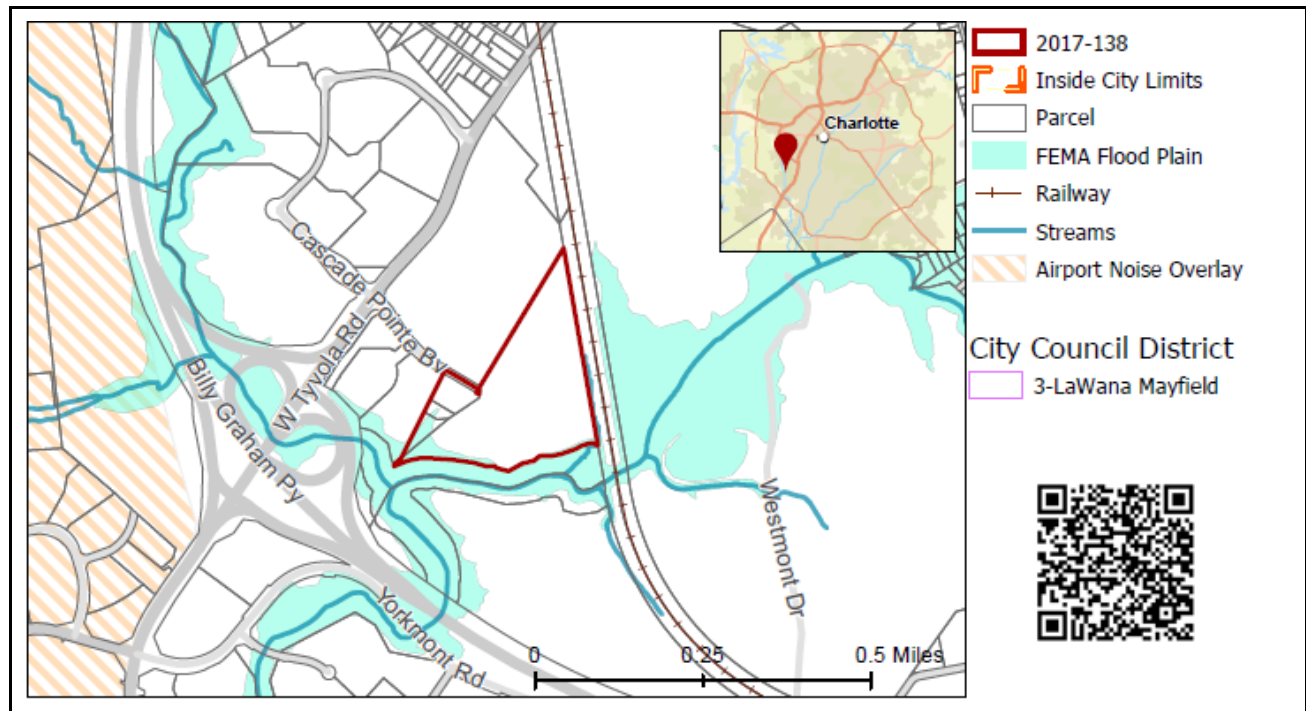 Cascade Pointe Bv
W Tyvola Rd
Billy Graham Py
Yorkmont Rd
Westmont Dr
0 0.25 0.5 Miles
Charlotte
2017-138
Inside City Limits
Parcel
FEMA Flood Plain
Railway
Streams
Airport Noise Overlay
City Council District
3-LaWana Mayfield